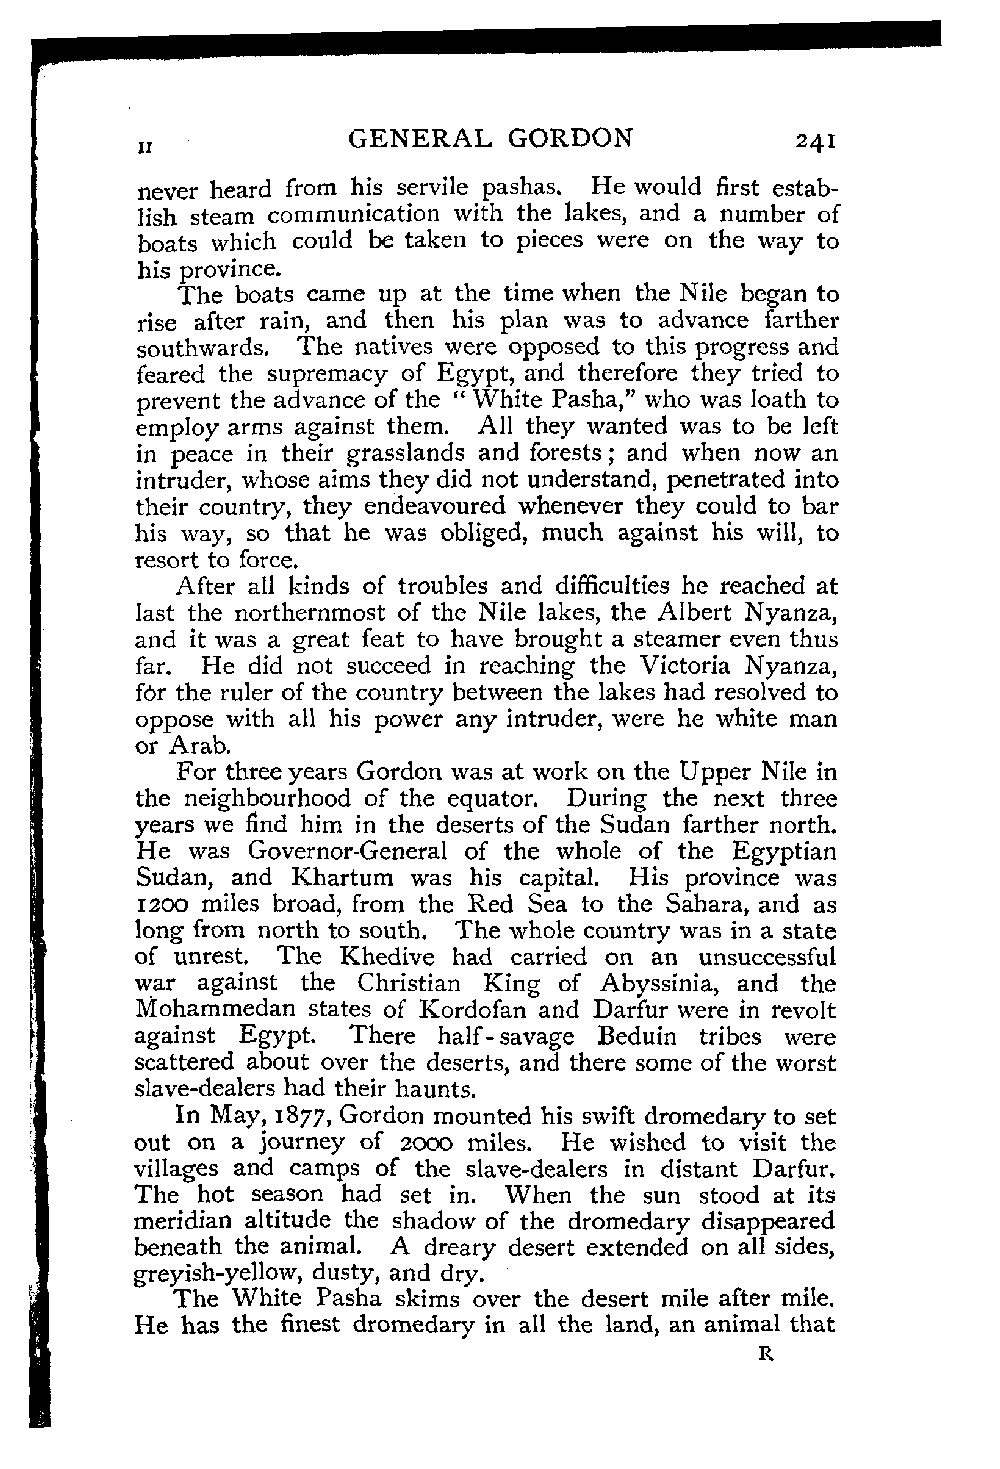 II GENERAL GORDON 241
never heard from his servile pashas. He would first estab-
lish steam communication with the lakes, and a number of
boats which could be taken to pieces were on the way to
his province.
The boats came up at the time when the Nile began to
rise after rain, and then his plan was to advance farther
southwards. The natives were opposed to this progress and
feared the supremacy of Egypt, and therefore they tried to
prevent the advance of the “White Pasha,” who was loath to
employ arms against them. All they wanted was to be left
in peace in their grasslands and forests; and when now an
intruder, whose aims they did not understand, penetrated into
their country, they endeavoured whenever they could to bar
his way, so that he was obliged, much against his will, to
resort to force.
After all kinds of troubles and difficulties he reached at
last the northernmost of the Nile lakes, the Albert Nyanza,
and it was a great feat to have brought a steamer even thus
far. He did not succeed in reaching the Victoria Nyanza,
for the ruler of the country between the lakes had resolved to
oppose with all his power any intruder, were he white man
or Arab.
For three years Gordon was at work on the Upper Nile in
the neighbourhood of the equator. During the next three
years we find him in the deserts of the Sudan farther north.
He was Governor-General of the whole of the Egyptian
Sudan, and Khartum was his capital. His province was
1200 miles broad, from the Red Sea to the Sahara, and as
long from north to south. The whole country was in a state
of unrest. The Khedive had carried on an unsuccessful
war against the Christian King of Abyssinia, and the
Mohammedan states of Kordofan and Darfur were in revolt
against Egypt. There half-savage Beduin tribes were
scattered about over the deserts, and there some of the worst
slave-dealers had their haunts.
In May, 1877, Gordon mounted his swift dromedary to set
out on a journey of 2000 miles. He wished to visit the
villages and camps of the slave-dealers in distant Darfur.
The hot season had set in. When the sun stood at its
meridian altitude the shadow of the dromedary disappeared
beneath the animal. A dreary desert extended on all sides,
greyish-yellow, dusty, and dry.
The White Pasha skims over the desert mile after mile.
He has the finest dromedary in all the land, an animal that
R